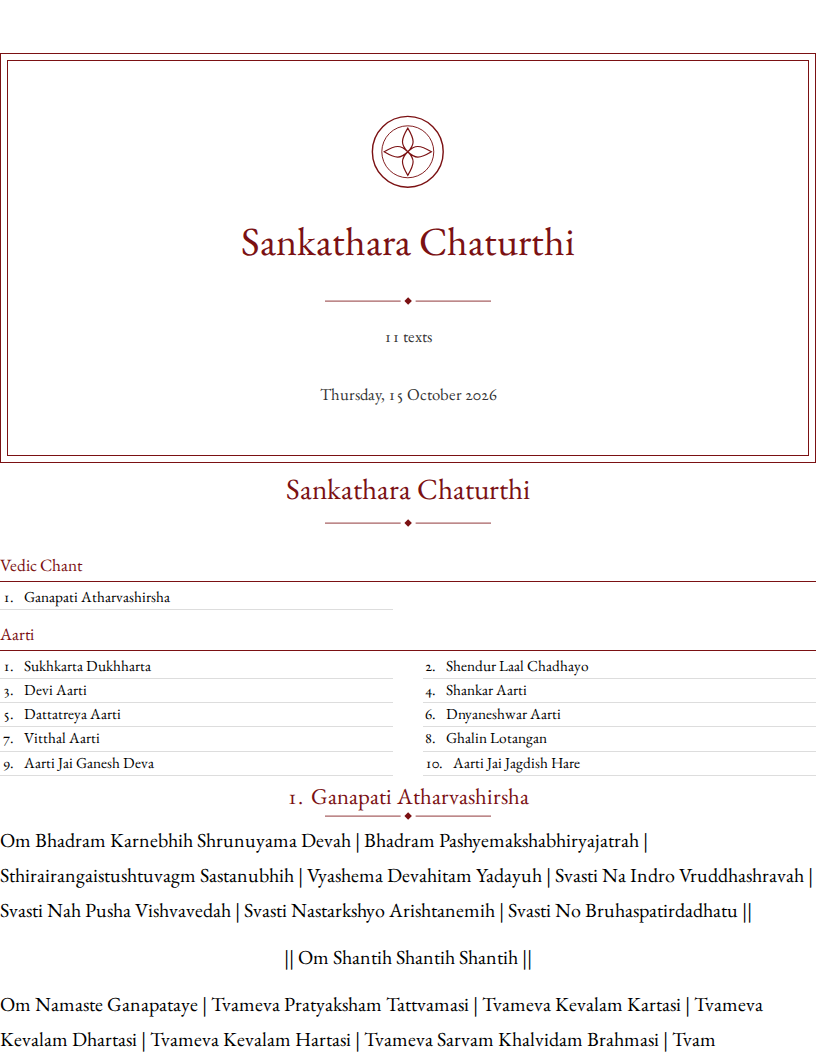 Sankathara Chaturthi
11 texts
Thursday, 15 October 2026
Sankathara Chaturthi
Vedic Chant
1. Ganapati Atharvashirsha
Aarti
1. Sukhkarta Dukhharta
2. Shendur Laal Chadhayo
3. Devi Aarti
4. Shankar Aarti
5. Dattatreya Aarti
6. Dnyaneshwar Aarti
7. Vitthal Aarti
8. Ghalin Lotangan
9. Aarti Jai Ganesh Deva
10. Aarti Jai Jagdish Hare
1. Ganapati Atharvashirsha
Om Bhadram Karnebhih Shrunuyama Devah | Bhadram Pashyemakshabhiryajatrah |
Sthirairangaistushtuvagm Sastanubhih | Vyashema Devahitam Yadayuh | Svasti Na Indro Vruddhashravah |
Svasti Nah Pusha Vishvavedah | Svasti Nastarkshyo Arishtanemih | Svasti No Bruhaspatirdadhatu ||
|| Om Shantih Shantih Shantih ||
Om Namaste Ganapataye | Tvameva Pratyaksham Tattvamasi | Tvameva Kevalam Kartasi | Tvameva
Kevalam Dhartasi | Tvameva Kevalam Hartasi | Tvameva Sarvam Khalvidam Brahmasi | Tvam